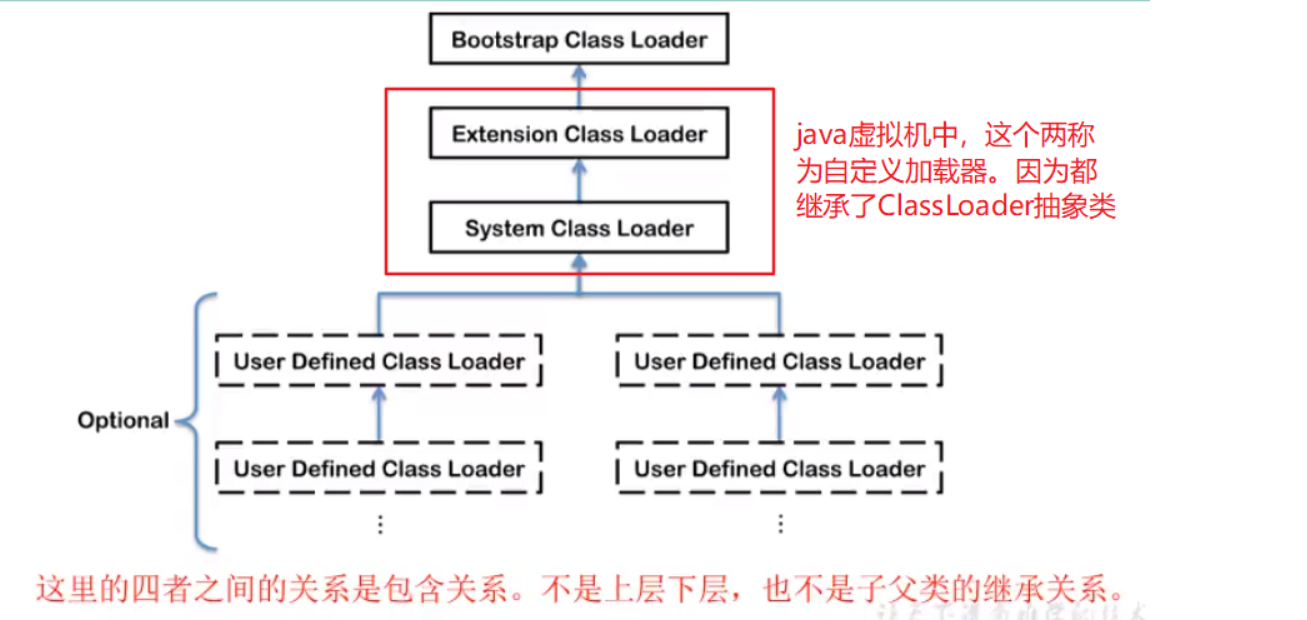 Bootstrap Class Loader
Extension Class Loader
java虚拟机中，这个两称
为自定义加载器。因为都
继承了ClassLoader抽象类
System Class Loader
User Defined Class Loader
User Defined Class Loader
Optional
User Defined Class Loader
User Defined Class Loader
⋮
⋮
这里的四者之间的关系是包含关系。不是上层下层，也不是子父类的继承关系。